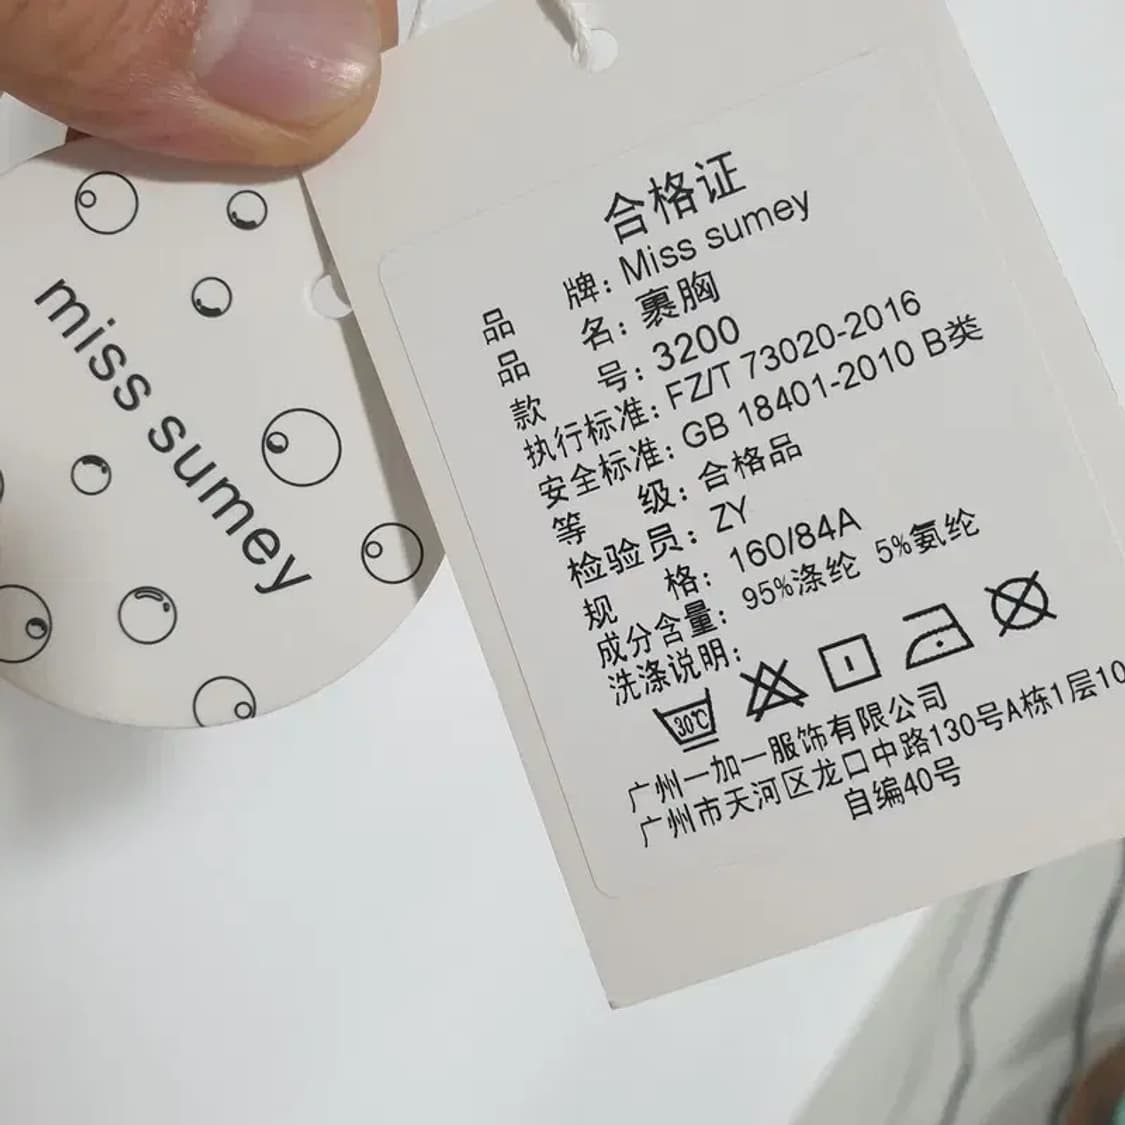 miss sumey
合格证
品 牌: Miss sumey
品 名: 裹胸
款 号: 3200
执行标准: FZ/T 73020-2016
安全标准: GB 18401-2010 B类
等 级: 合格品
检验员: ZY
规 格: 160/84A
成分含量: 95%涤纶 5%氨纶
洗涤说明:
30℃
广州一加一服饰有限公司
广州市天河区龙口中路130号A栋1层10
自编40号